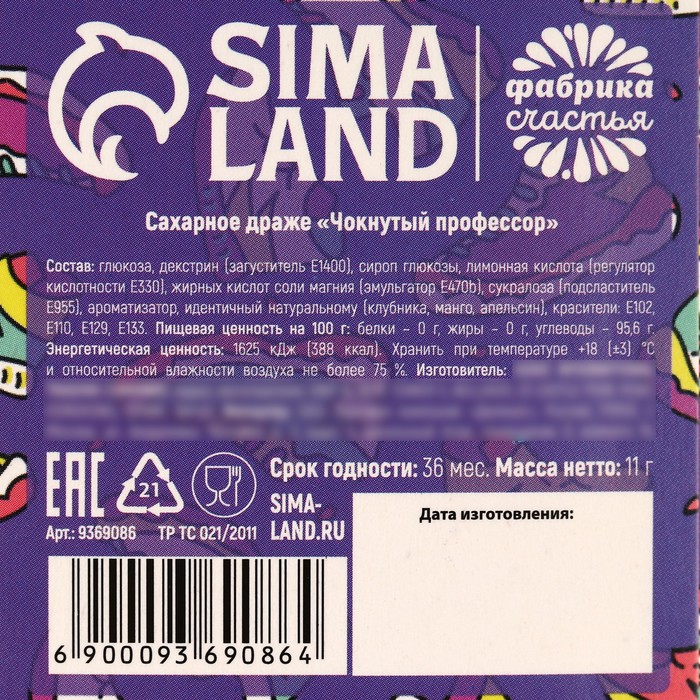 SIMA
LAND
фабрика
счастья
Сахарное драже «Чокнутый профессор»
Состав: глюкоза, декстрин (загуститель Е1400), сироп глюкозы, лимонная кислота (регулятор
кислотности Е330), жирных кислот соли магния (эмульгатор Е470b), сукралоза (подсластитель
Е955), ароматизатор, идентичный натуральному (клубника, манго, апельсин), красители: Е102,
Е110, Е129, Е133. Пищевая ценность на 100 г: белки – 0 г, жиры – 0 г, углеводы – 95,6 г.
Энергетическая ценность: 1625 кДж (388 ккал). Хранить при температуре +18 (±3) °С
и относительной влажности воздуха не более 75 %. Изготовитель:
EAC
21
Срок годности: 36 мес. Масса нетто: 11 г
SIMA-
LAND.RU
Арт.: 9369086 ТР ТС 021/2011
Дата изготовления:
6 900093 690864